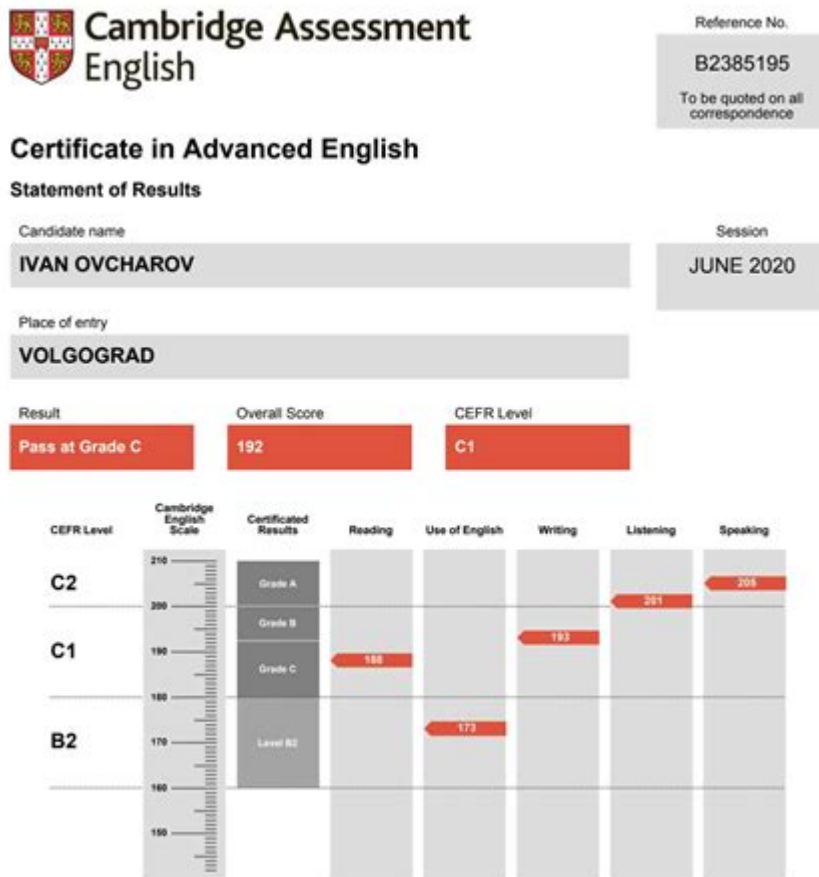 Cambridge Assessment
English
Reference No.
B2385195
To be quoted on all
correspondence
Certificate in Advanced English
Statement of Results
Candidate name
IVAN OVCHAROV
Session
JUNE 2020
Place of entry
VOLGOGRAD
Result
Pass at Grade C
Overall Score
192
CEFR Level
C1
CEFR Level
Cambridge
English
Scale
Certificated
Results
Reading
Use of English
Writing
Listening
Speaking
210
C2
Grade A
205
201
200
Grade B
193
C1
190
188
Grade C
180
173
B2
170
Level B2
160
150